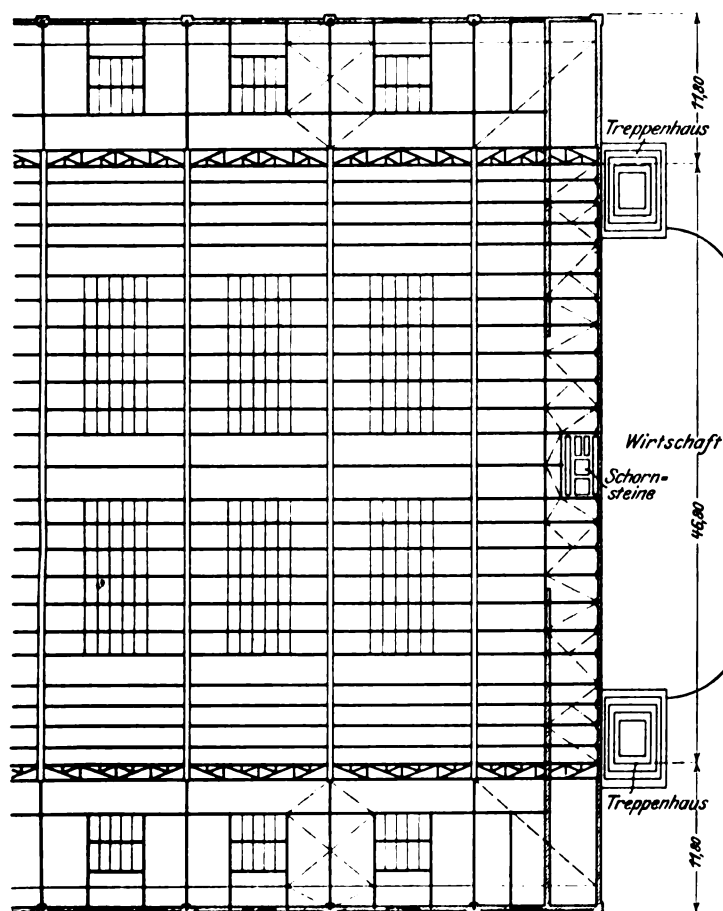 11,80
Treppenhaus
Wirtschaft
Schorn=
steine
46,80
Treppenhaus
11,80